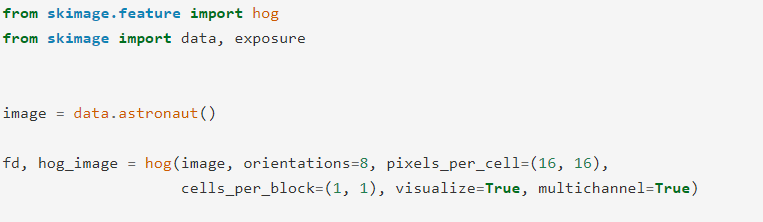 from skimage.feature import hog
from skimage import data, exposure
image = data.astronaut()
fd, hog_image = hog(image, orientations=8, pixels_per_cell=(16, 16),
cells_per_block=(1, 1), visualize=True, multichannel=True)